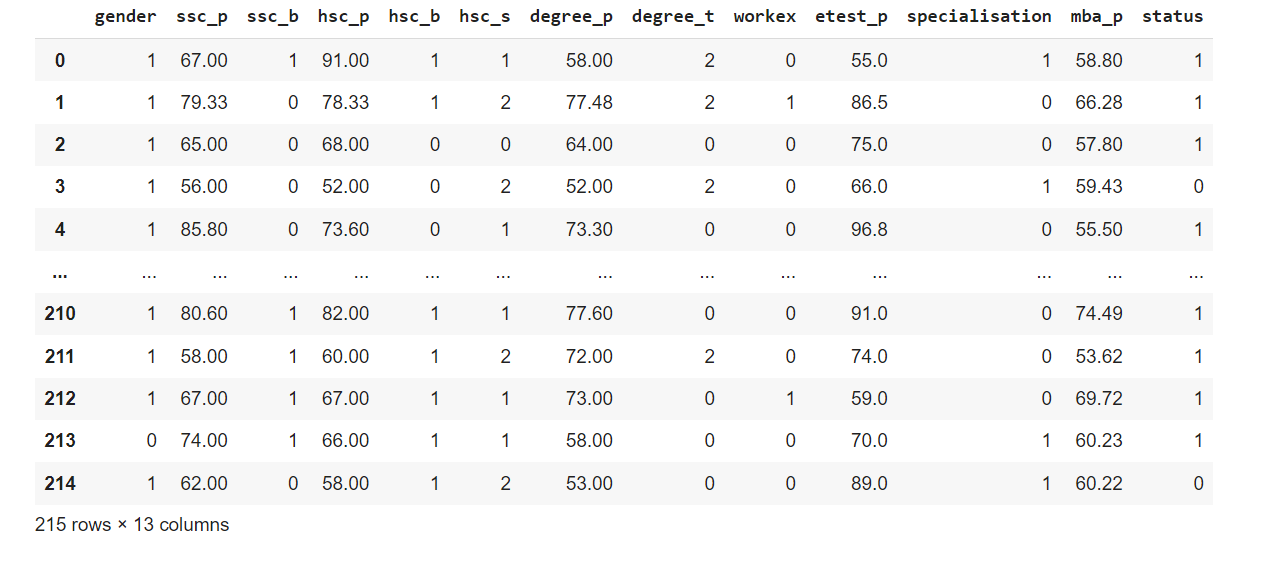 gender ssc_p ssc_b hsc_p hsc_b hsc_s degree_p degree_t workex etest_p specialisation mba_p status
0 1 67.00 1 91.00 1 1 58.00 2 0 55.0 1 58.80 1
1 1 79.33 0 78.33 1 2 77.48 2 1 86.5 0 66.28 1
2 1 65.00 0 68.00 0 0 64.00 0 0 75.0 0 57.80 1
3 1 56.00 0 52.00 0 2 52.00 2 0 66.0 1 59.43 0
4 1 85.80 0 73.60 0 1 73.30 0 0 96.8 0 55.50 1
... ... ... ... ... ... ... ... ... ... ... ... ... ...
210 1 80.60 1 82.00 1 1 77.60 0 0 91.0 0 74.49 1
211 1 58.00 1 60.00 1 2 72.00 2 0 74.0 0 53.62 1
212 1 67.00 1 67.00 1 1 73.00 0 1 59.0 0 69.72 1
213 0 74.00 1 66.00 1 1 58.00 0 0 70.0 1 60.23 1
214 1 62.00 0 58.00 1 2 53.00 0 0 89.0 1 60.22 0
215 rows × 13 columns